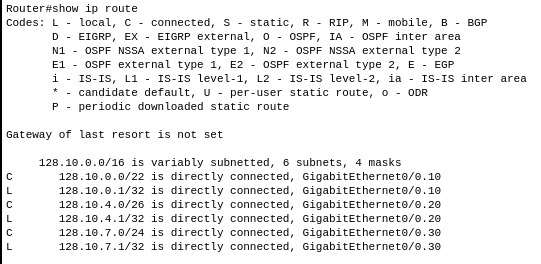 Router#show ip route
Codes: L - local, C - connected, S - static, R - RIP, M - mobile, B - BGP
       D - EIGRP, EX - EIGRP external, O - OSPF, IA - OSPF inter area
       N1 - OSPF NSSA external type 1, N2 - OSPF NSSA external type 2
       E1 - OSPF external type 1, E2 - OSPF external type 2, E - EGP
       i - IS-IS, L1 - IS-IS level-1, L2 - IS-IS level-2, ia - IS-IS inter area
       * - candidate default, U - per-user static route, o - ODR
       P - periodic downloaded static route

Gateway of last resort is not set

     128.10.0.0/16 is variably subnetted, 6 subnets, 4 masks
C       128.10.0.0/22 is directly connected, GigabitEthernet0/0.10
L       128.10.0.1/32 is directly connected, GigabitEthernet0/0.10
C       128.10.4.0/26 is directly connected, GigabitEthernet0/0.20
L       128.10.4.1/32 is directly connected, GigabitEthernet0/0.20
C       128.10.7.0/24 is directly connected, GigabitEthernet0/0.30
L       128.10.7.1/32 is directly connected, GigabitEthernet0/0.30